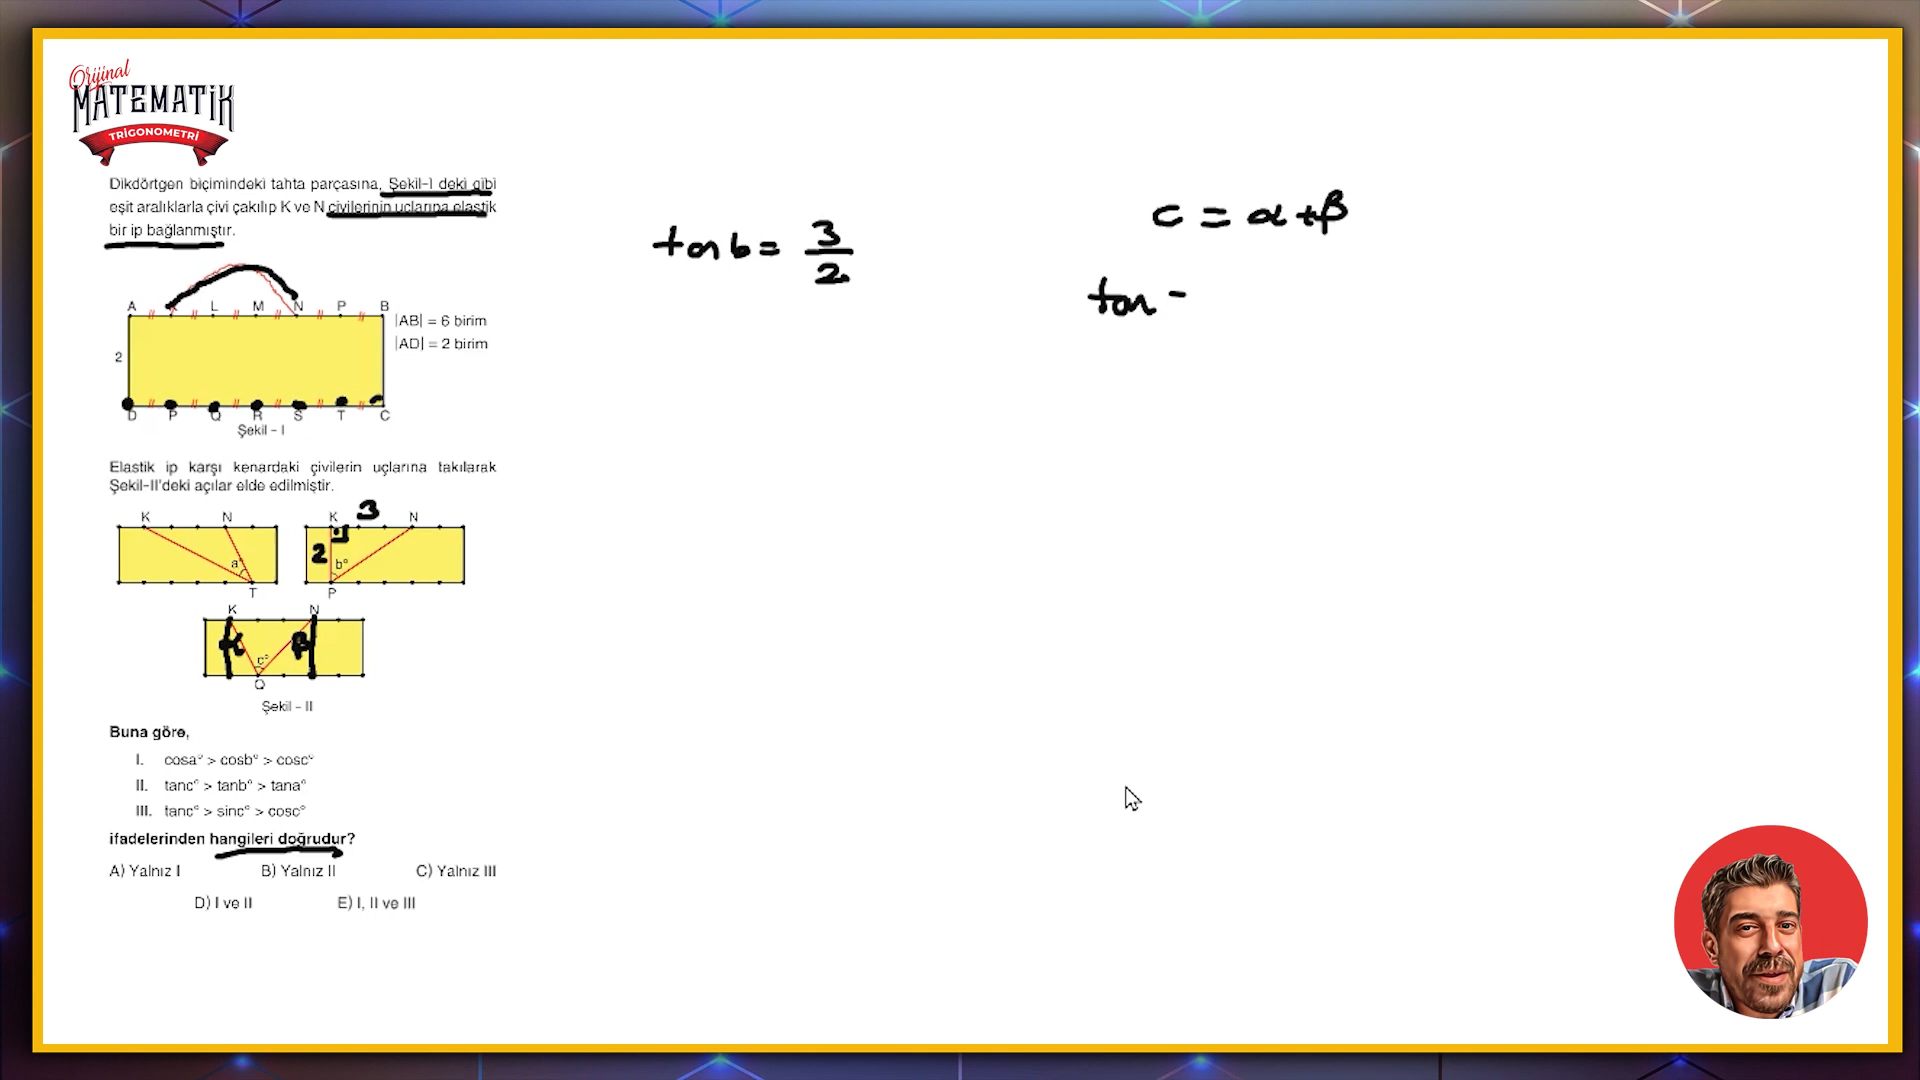 Orijinal
MATEMATİK
TRİGONOMETRİ
Dikdörtgen biçimindeki tahta parçasına, Şekil-I deki gibi
eşit aralıklarla çivi çakılıp K ve N çivilerinin uçlarına elastik
bir ip bağlanmıştır.
A L M N P B
2
|AB| = 6 birim
|AD| = 2 birim
D P Q R S T C
Şekil - I
Elastik ip karşı kenardaki çivilerin uçlarına takılarak
Şekil-II'deki açılar elde edilmiştir.
K N a° T
K 3 N 2 b° P
K N α β c° Q
Şekil - II
Buna göre,
I. cosa° > cosb° > cosc°
II. tanc° > tanb° > tana°
III. tanc° > sinc° > cosc°
ifadelerinden hangileri doğrudur?
A) Yalnız I B) Yalnız II C) Yalnız III
D) I ve II E) I, II ve III
tan b = 3/2
c = α + β
tan -